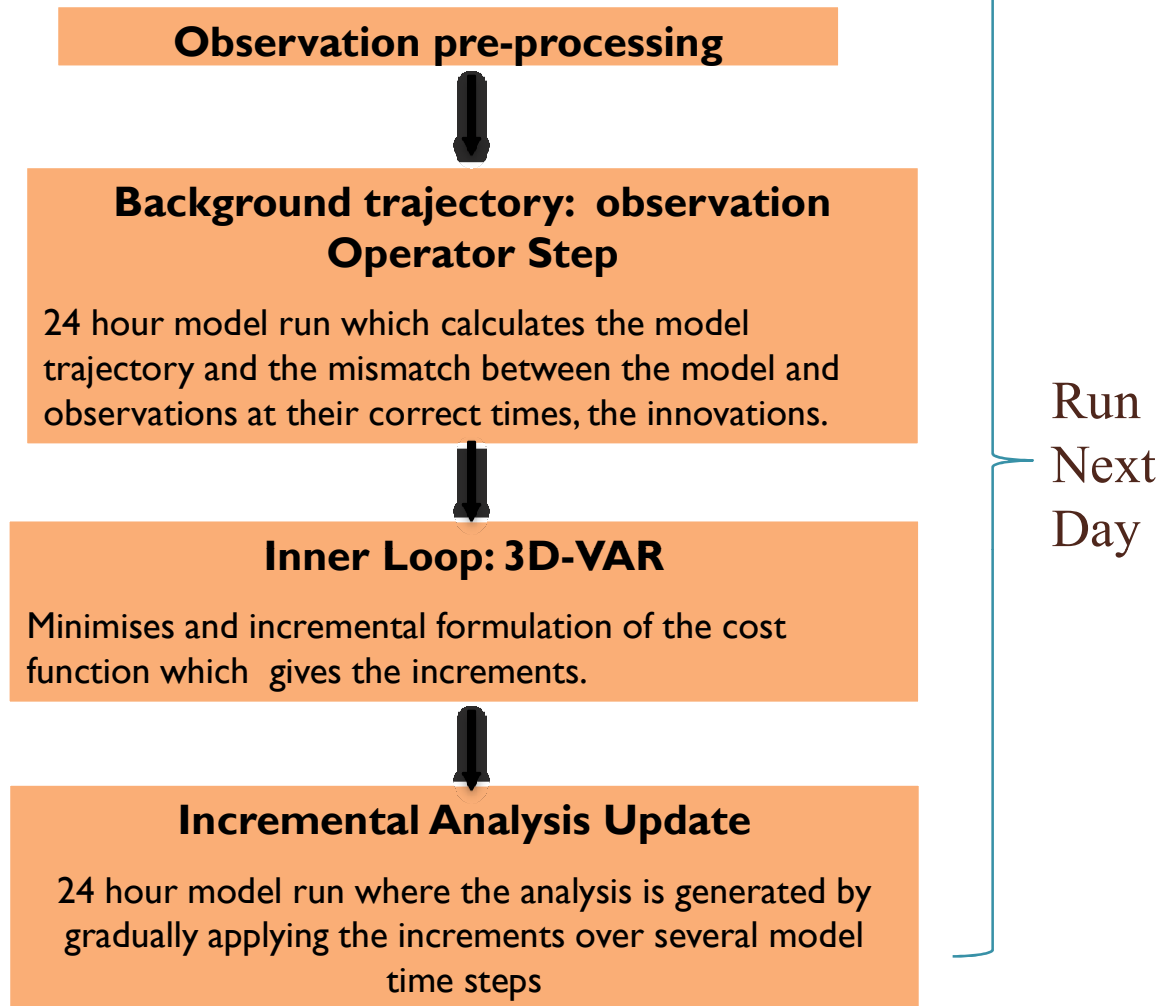 Observation pre-processing
Background trajectory: observation
Operator Step
24 hour model run which calculates the model
trajectory and the mismatch between the model and
observations at their correct times, the innovations.
Inner Loop: 3D-VAR
Minimises and incremental formulation of the cost
function which gives the increments.
Incremental Analysis Update
24 hour model run where the analysis is generated by
gradually applying the increments over several model
time steps
Run
Next
Day